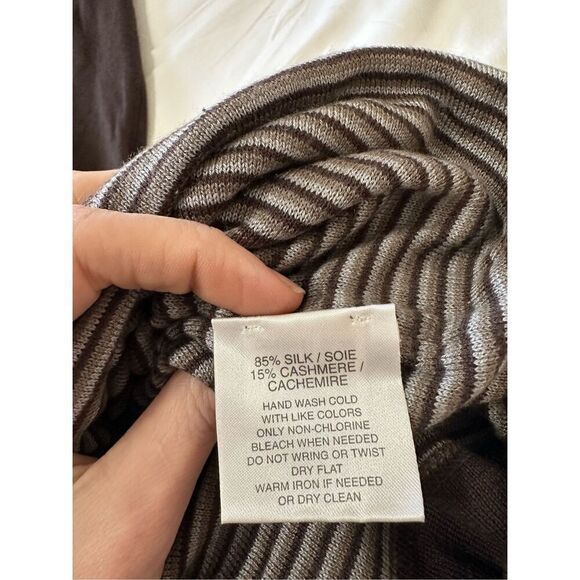 85% SILK / SOIE
15% CASHMERE /
CACHEMIRE
HAND WASH COLD
WITH LIKE COLORS
ONLY NON-CHLORINE
BLEACH WHEN NEEDED
DO NOT WRING OR TWIST
DRY FLAT
WARM IRON IF NEEDED
OR DRY CLEAN